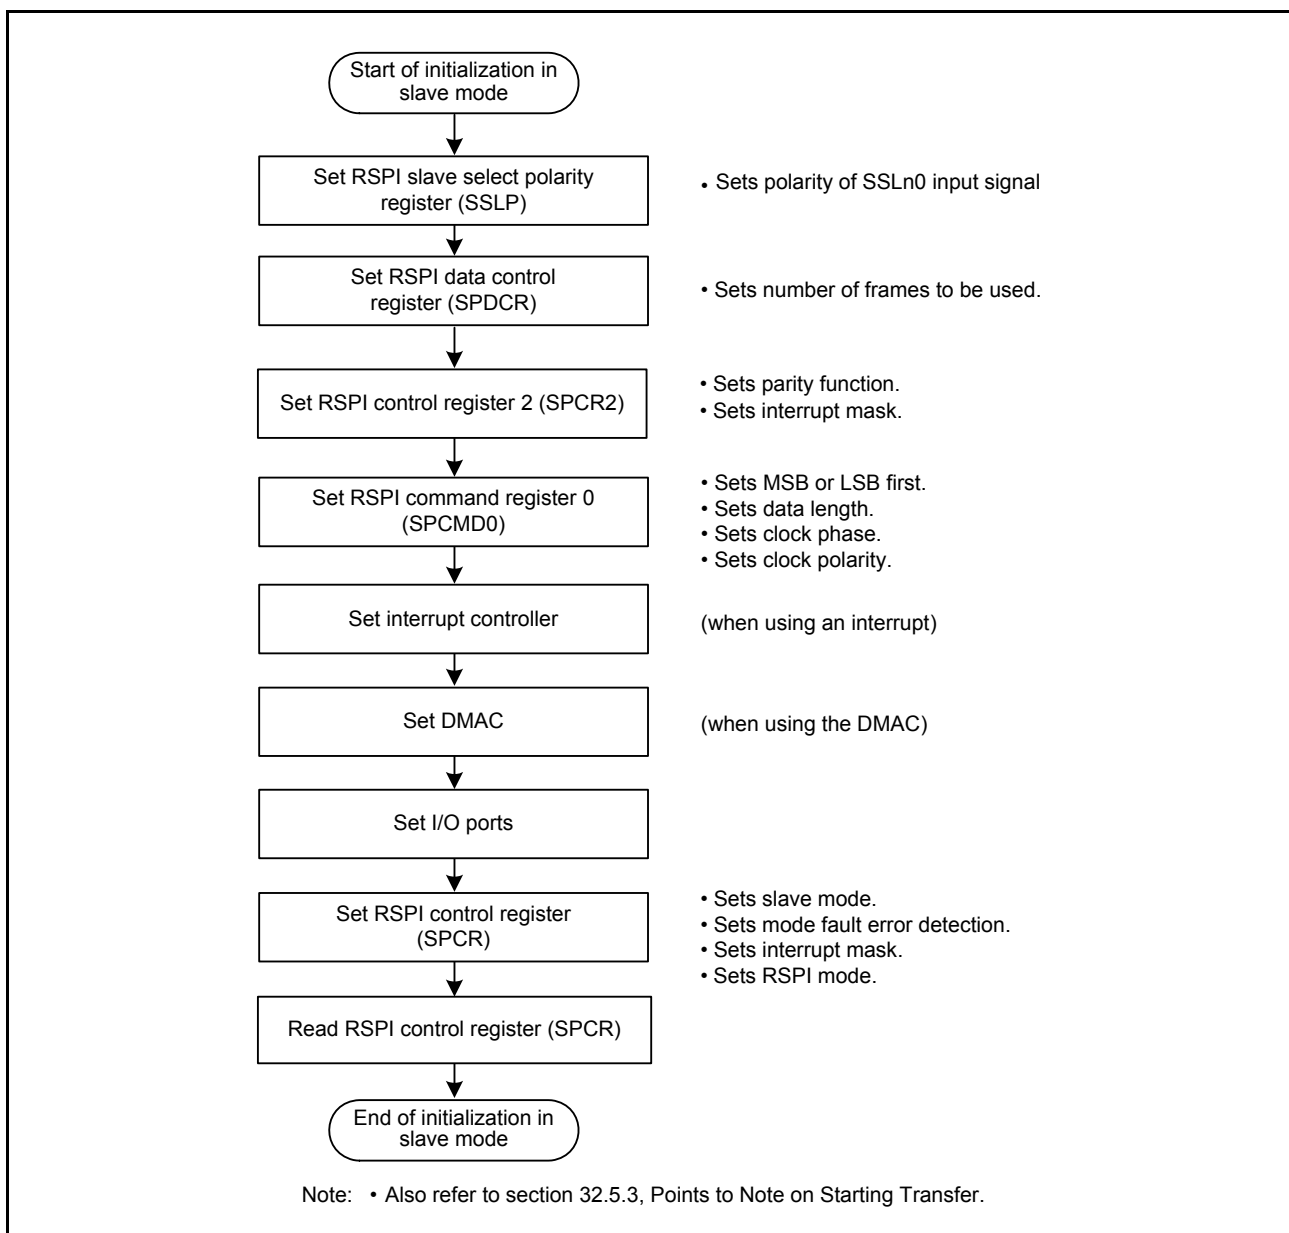 Start of initialization in
slave mode
Set RSPI slave select polarity
register (SSLP)
• Sets polarity of SSLn0 input signal
Set RSPI data control
register (SPDCR)
• Sets number of frames to be used.
Set RSPI control register 2 (SPCR2)
• Sets parity function.
• Sets interrupt mask.
Set RSPI command register 0
(SPCMD0)
• Sets MSB or LSB first.
• Sets data length.
• Sets clock phase.
• Sets clock polarity.
Set interrupt controller
(when using an interrupt)
Set DMAC
(when using the DMAC)
Set I/O ports
Set RSPI control register
(SPCR)
• Sets slave mode.
• Sets mode fault error detection.
• Sets interrupt mask.
• Sets RSPI mode.
Read RSPI control register (SPCR)
End of initialization in
slave mode
Note: • Also refer to section 32.5.3, Points to Note on Starting Transfer.